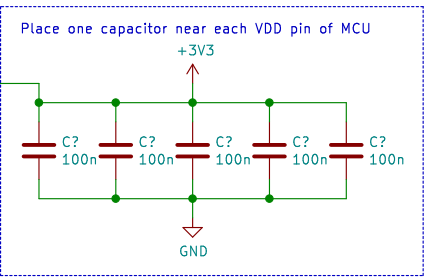 Place one capacitor near each VDD pin of MCU
+3V3
C? C? C? C? C?
100n 100n 100n 100n 100n
GND